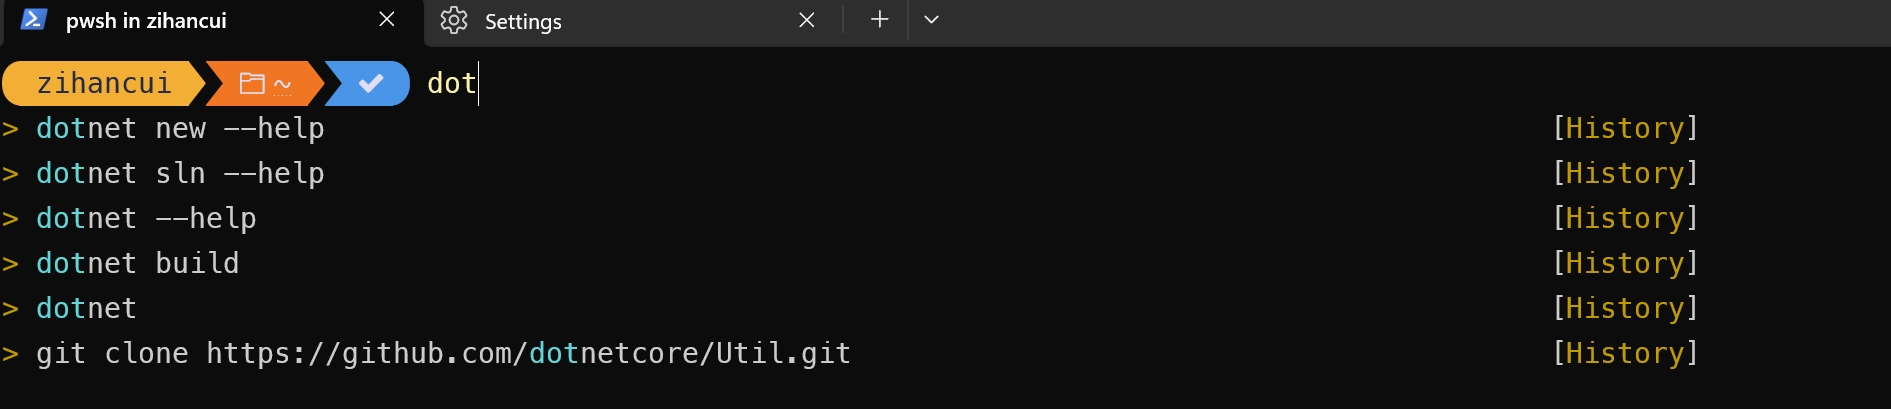 pwsh in zihancui Settings
zihancui ~ dot
> dotnet new --help [History]
> dotnet sln --help [History]
> dotnet --help [History]
> dotnet build [History]
> dotnet [History]
> git clone https://github.com/dotnetcore/Util.git [History]